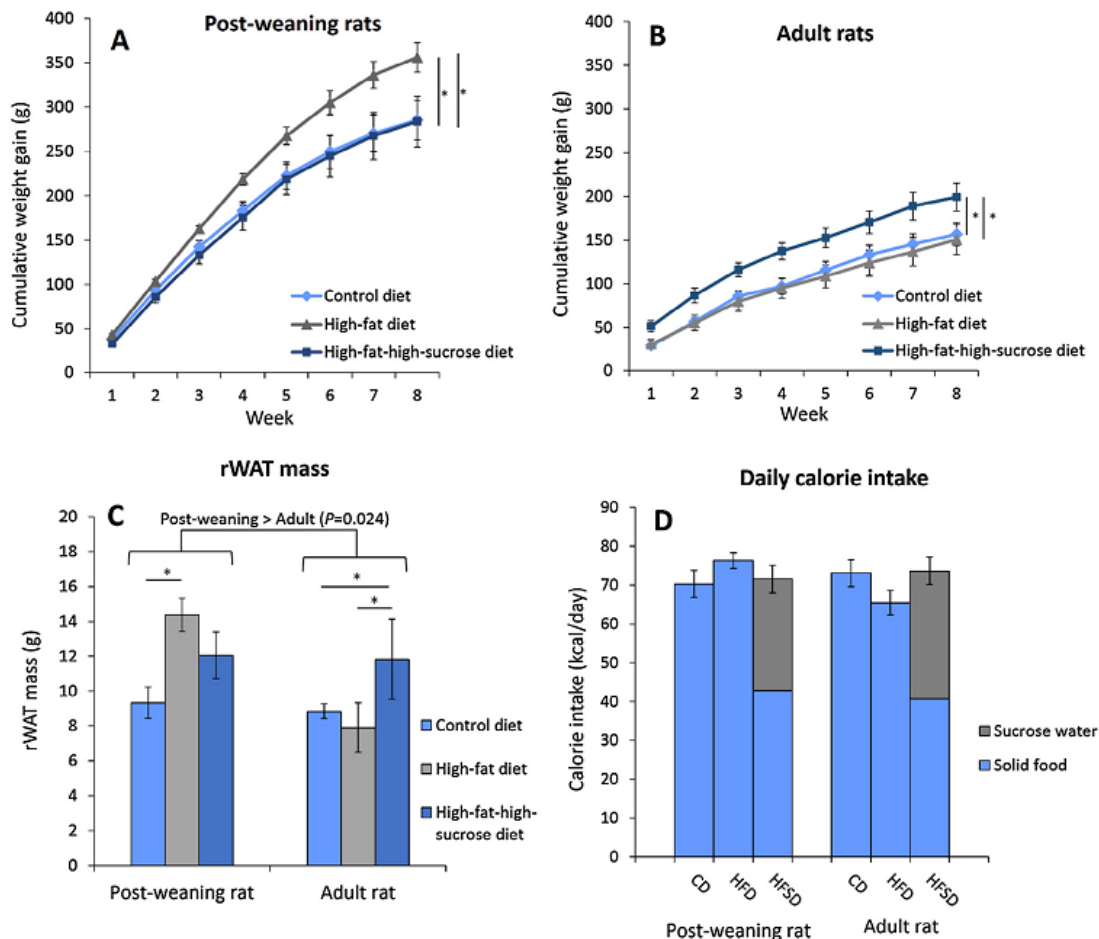 A
Post-weaning rats
Cumulative weight gain (g)
400
350
300
250
200
150
100
50
0
* *
Control diet
High-fat diet
High-fat-high-sucrose diet
1 2 3 4 5 6 7 8
Week
B
Adult rats
Cumulative weight gain (g)
400
350
300
250
200
150
100
50
0
* *
Control diet
High-fat diet
High-fat-high-sucrose diet
1 2 3 4 5 6 7 8
Week
rWAT mass
C
Post-weaning > Adult (P=0.024)
rWAT mass (g)
20
18
16
14
12
10
8
6
4
2
0
*
*
*
Control diet
High-fat diet
High-fat-high-
sucrose diet
Post-weaning rat Adult rat
Daily calorie intake
D
Calorie intake (kcal/day)
90
80
70
60
50
40
30
20
10
0
Sucrose water
Solid food
CD HFD HFSD CD HFD HFSD
Post-weaning rat Adult rat